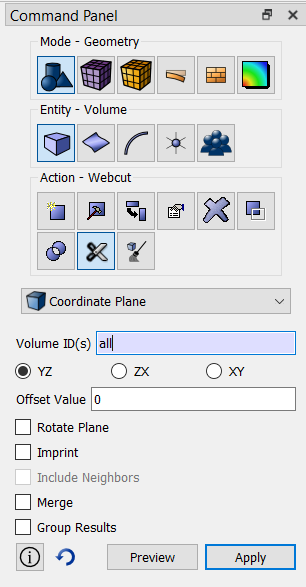 Command Panel
Mode - Geometry
Entity - Volume
Action - Webcut
Coordinate Plane
Volume ID(s) all
YZ ZX XY
Offset Value 0
Rotate Plane
Imprint
Include Neighbors
Merge
Group Results
Preview Apply